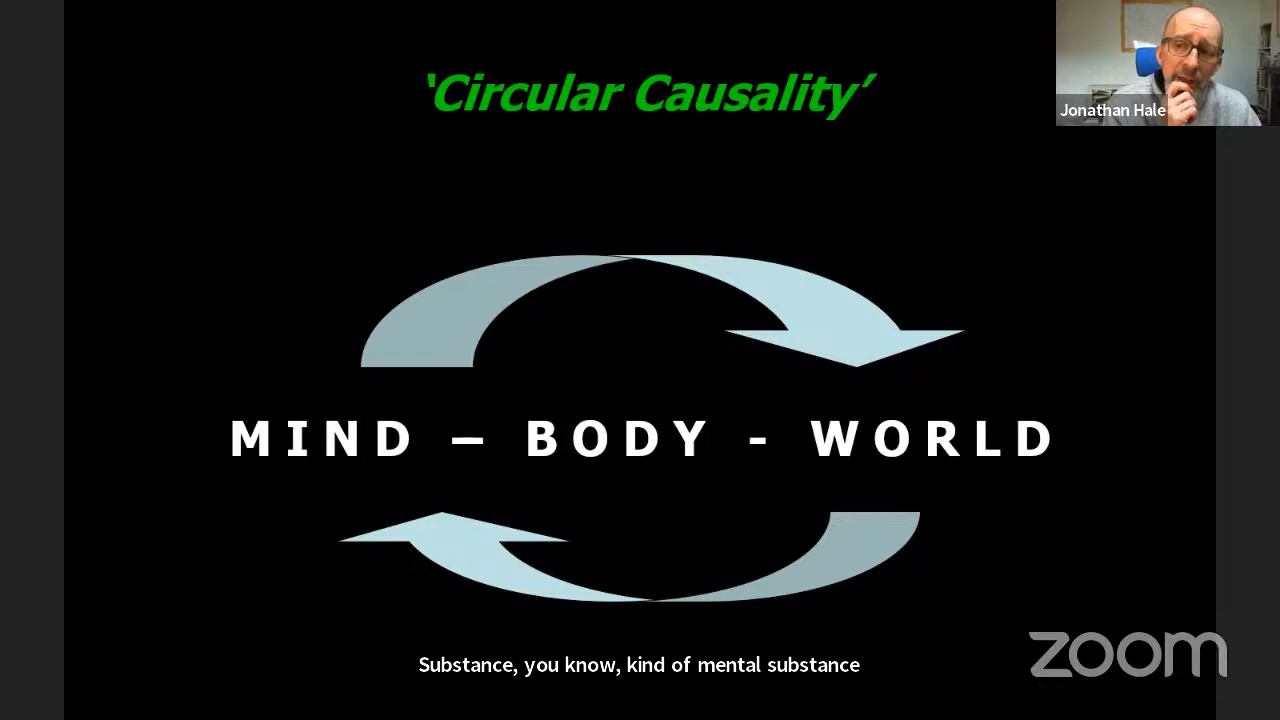 ‘Circular Causality’
Jonathan Hale
MIND – BODY - WORLD
Substance, you know, kind of mental substance
zoom